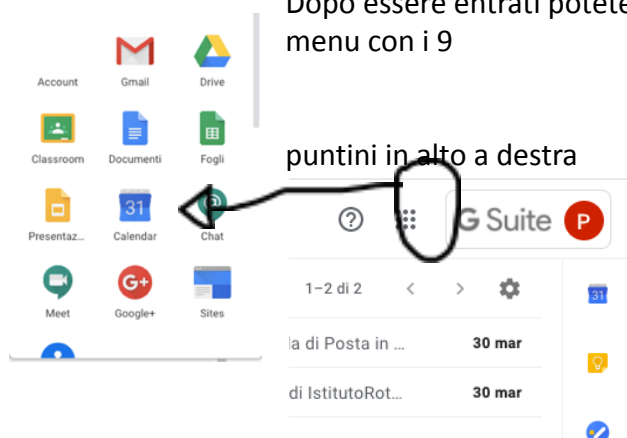 Dopo essere entrati potete
menu con i 9
puntini in alto a destra
Account Gmail Drive
Classroom Documenti Fogli
31
Presentaz... Calendar Chat
G+
Meet Google+ Sites
? G Suite P
1–2 di 2 < >
31
la di Posta in ... 30 mar
di IstitutoRot... 30 mar